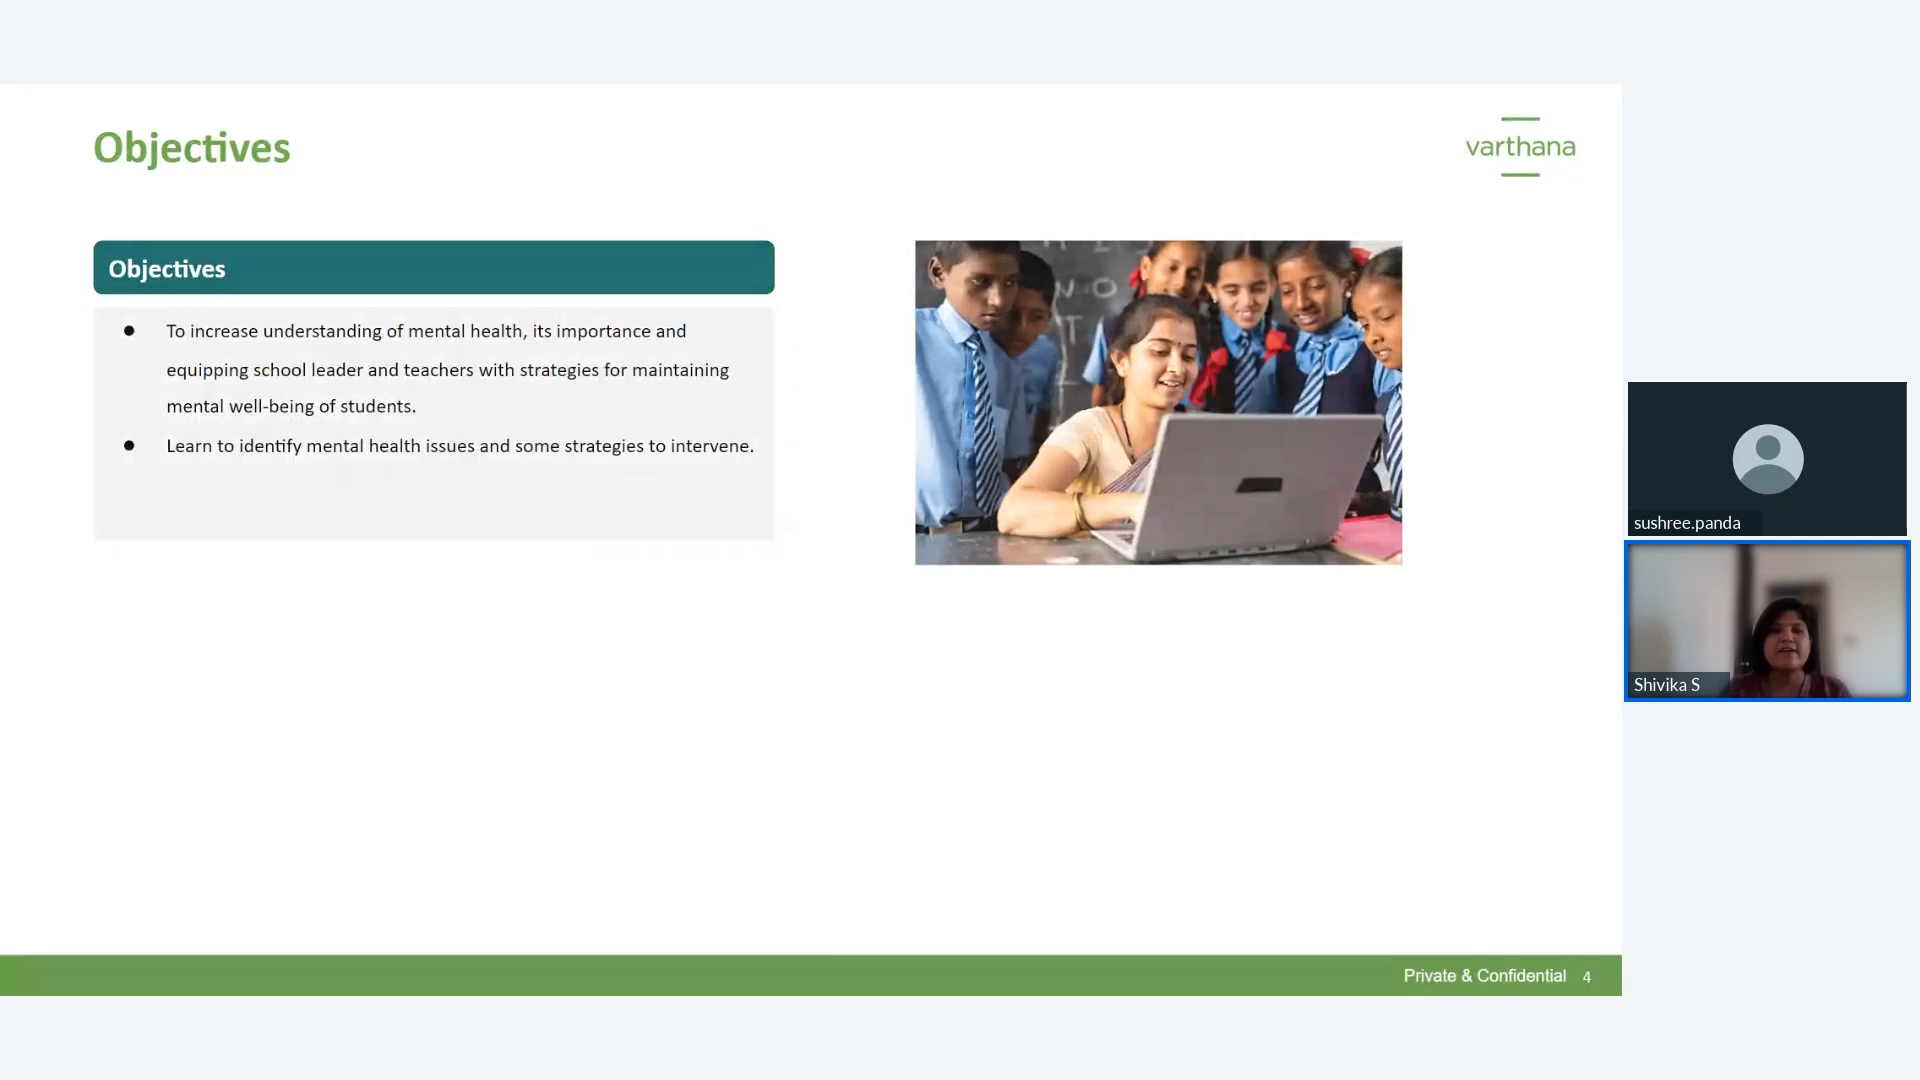 Objectives
varthana
Objectives
● To increase understanding of mental health, its importance and
equipping school leader and teachers with strategies for maintaining
mental well-being of students.
● Learn to identify mental health issues and some strategies to intervene.
sushree.panda
Shivika S
Private & Confidential 4